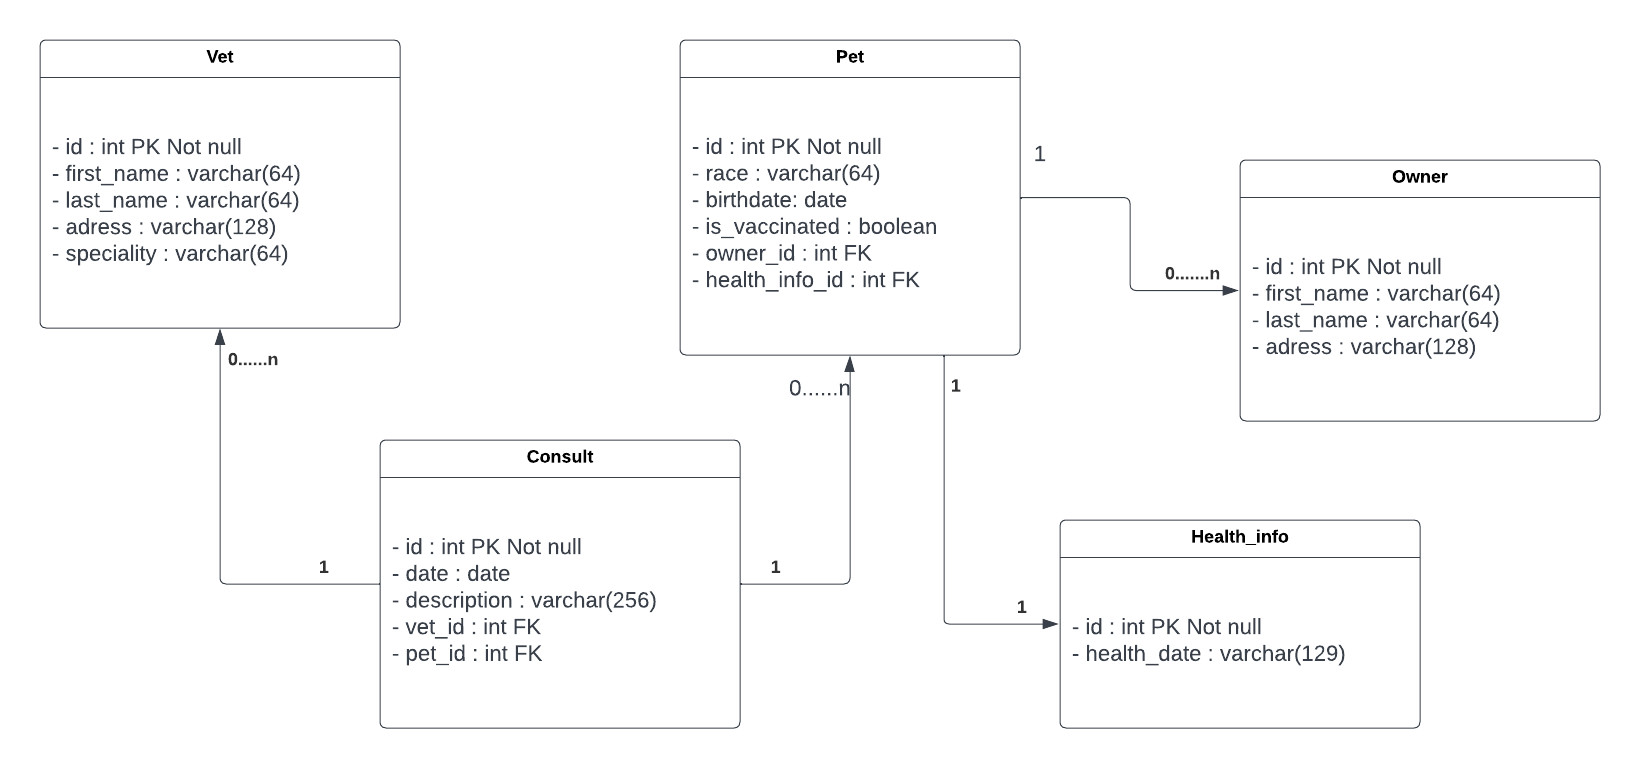 Vet
- id : int PK Not null
- first_name : varchar(64)
- last_name : varchar(64)
- adress : varchar(128)
- speciality : varchar(64)
0......n
Pet
- id : int PK Not null
- race : varchar(64)
- birthdate: date
- is_vaccinated : boolean
- owner_id : int FK
- health_info_id : int FK
1
0.......n
Owner
- id : int PK Not null
- first_name : varchar(64)
- last_name : varchar(64)
- adress : varchar(128)
0......n
1
Consult
- id : int PK Not null
- date : date
- description : varchar(256)
- vet_id : int FK
- pet_id : int FK
1
1
1
Health_info
- id : int PK Not null
- health_date : varchar(129)